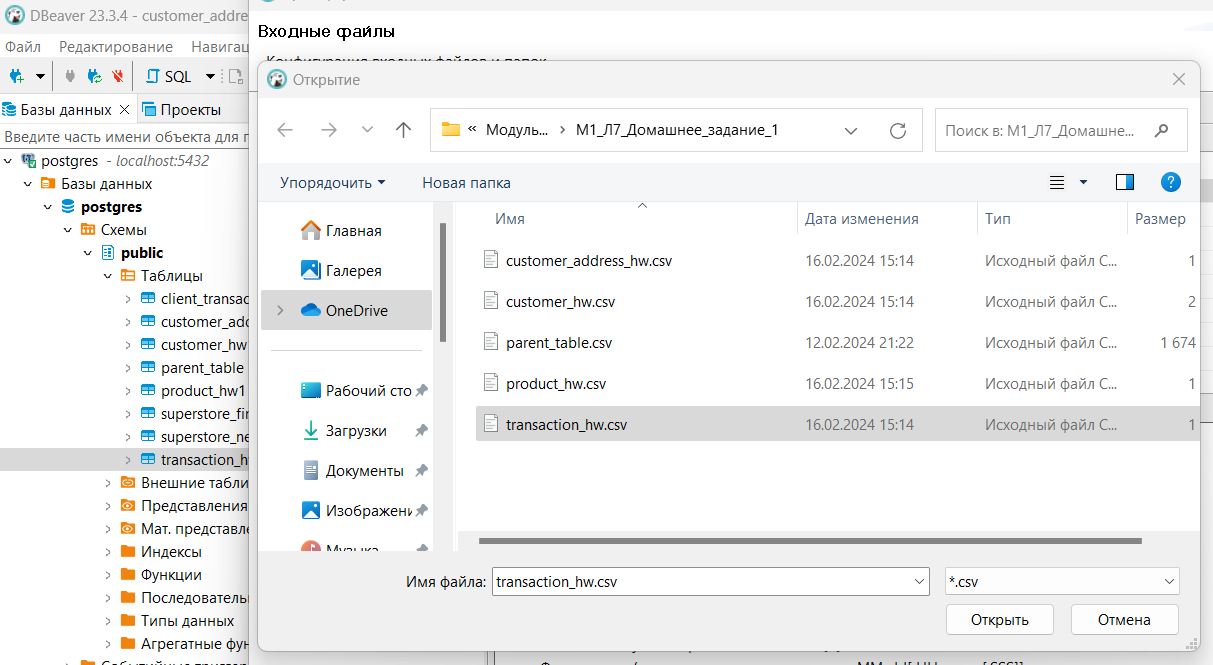 DBeaver 23.3.4 - customer_addre
Файл Редактирование Навигац
SQL
Базы данных Проекты
Введите часть имени объекта для г
postgres - localhost:5432
Базы данных
postgres
Схемы
public
Таблицы
client_transac
customer_add
customer_hw
parent_table
product_hw1
superstore_fir
superstore_ne
transaction_h
Внешние табли
Представления
Мат. представле
Индексы
Функции
Последователь
Типы данных
Агрегатные фун
Событийные триггер
Входные файлы
Конфигурация входных файлов и папок
Открытие
« Модуль... › М1_Л7_Домашнее_задание_1
Поиск в: М1_Л7_Домашне...
Упорядочить Новая папка
Главная
Галерея
OneDrive
Рабочий сто
Загрузки
Документы
Изображени
Музыка
Имя Дата изменения Тип Размер
customer_address_hw.csv 16.02.2024 15:14 Исходный файл C... 1
customer_hw.csv 16.02.2024 15:14 Исходный файл C... 2
parent_table.csv 12.02.2024 21:22 Исходный файл C... 1 674
product_hw.csv 16.02.2024 15:15 Исходный файл C... 1
transaction_hw.csv 16.02.2024 15:14 Исходный файл C... 1
Имя файла: transaction_hw.csv *.csv
Открыть Отмена